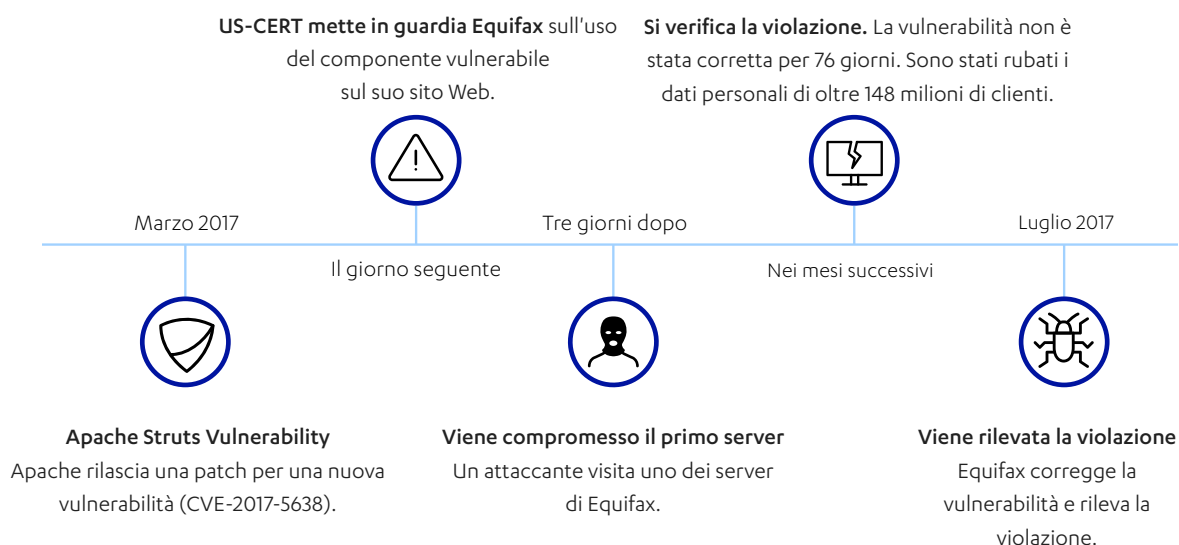 US-CERT mette in guardia Equifax sull'uso
del componente vulnerabile
sul suo sito Web.
Si verifica la violazione. La vulnerabilità non è
stata corretta per 76 giorni. Sono stati rubati i
dati personali di oltre 148 milioni di clienti.
Marzo 2017
Il giorno seguente
Tre giorni dopo
Nei mesi successivi
Luglio 2017
Apache Struts Vulnerability
Apache rilascia una patch per una nuova
vulnerabilità (CVE-2017-5638).
Viene compromesso il primo server
Un attaccante visita uno dei server
di Equifax.
Viene rilevata la violazione
Equifax corregge la
vulnerabilità e rileva la
violazione.